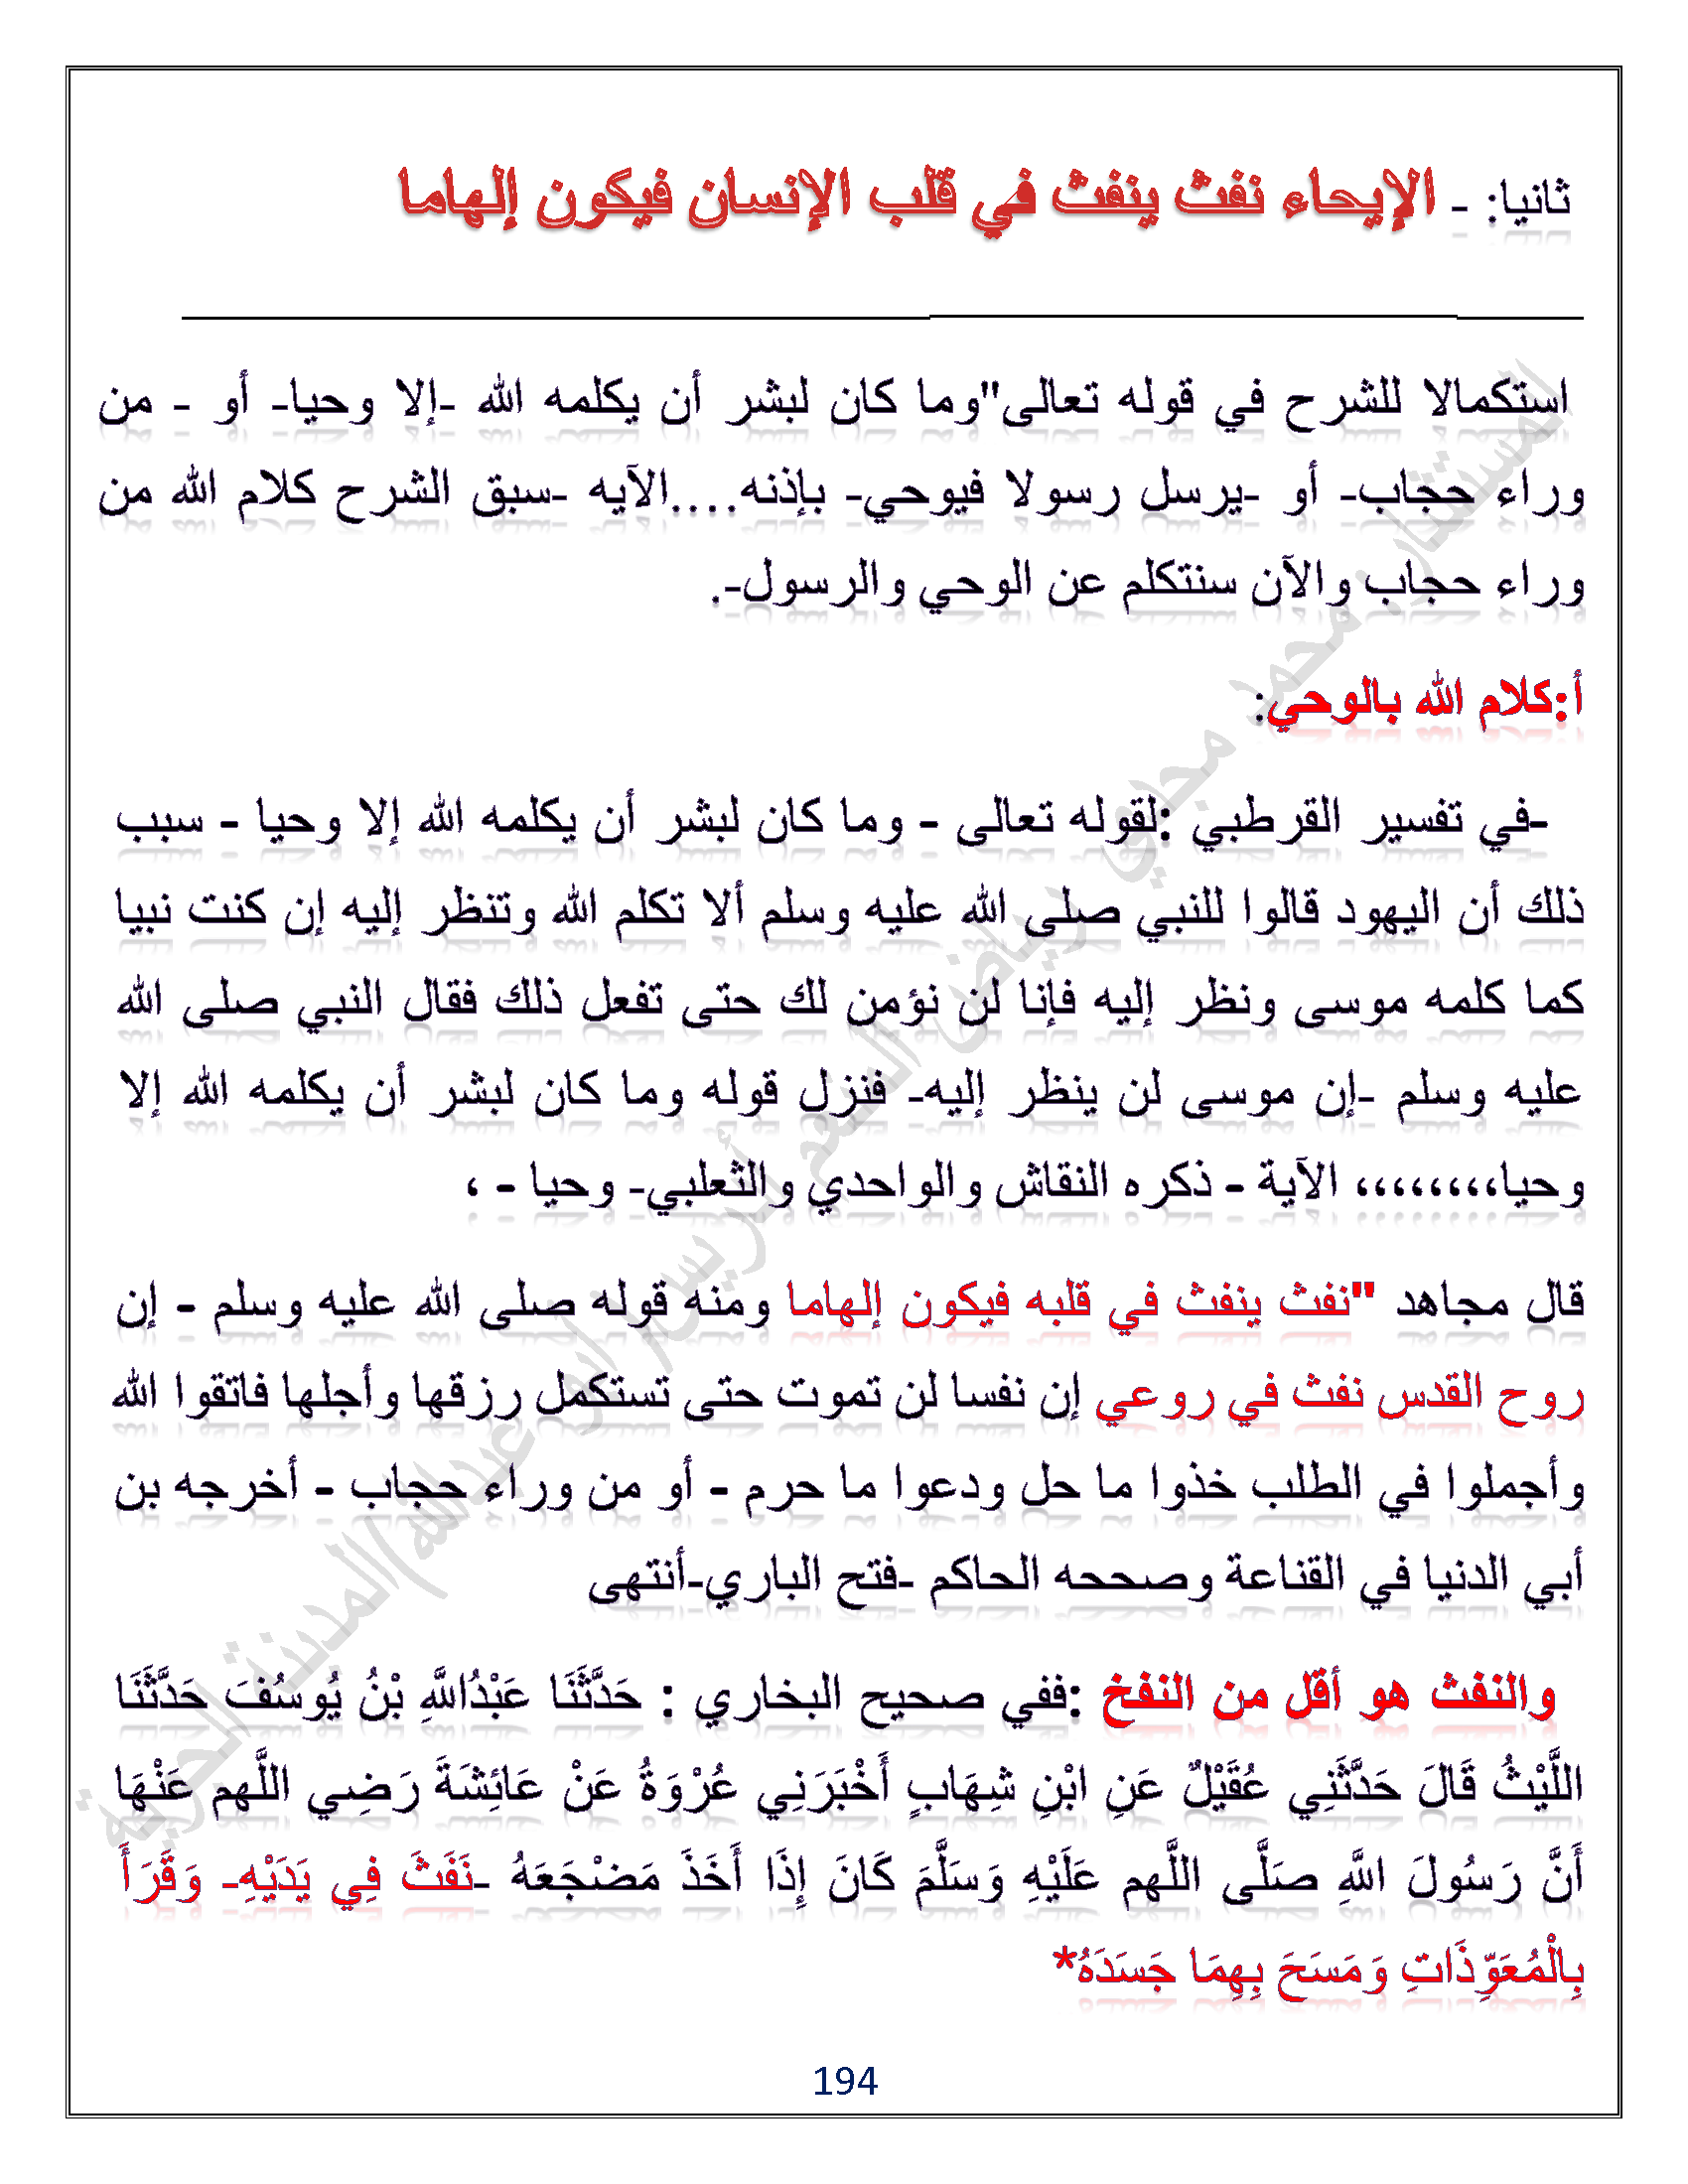 ثانيا: - الإيحاء نفث ينفث في قلب الإنسان فيكون إلهاما
استكمالا للشرح في قوله تعالى"وما كان لبشر أن يكلمه الله -إلا وحيا- أو - من
وراء حجاب- أو -يرسل رسولا فيوحي- بإذنه....الآيه -سبق الشرح كلام الله من
وراء حجاب والآن سنتكلم عن الوحي والرسول-.
أ:كلام الله بالوحي:
-في تفسير القرطبي :لقوله تعالى - وما كان لبشر أن يكلمه الله إلا وحيا - سبب
ذلك أن اليهود قالوا للنبي صلى الله عليه وسلم ألا تكلم الله وتنظر إليه إن كنت نبيا
كما كلمه موسى ونظر إليه فإنا لن نؤمن لك حتى تفعل ذلك فقال النبي صلى الله
عليه وسلم -إن موسى لن ينظر إليه- فنزل قوله وما كان لبشر أن يكلمه الله إلا
وحيا،،،،،،،، الآية - ذكره النقاش والواحدي والثعلبي- وحيا - ،
قال مجاهد "نفث ينفث في قلبه فيكون إلهاما ومنه قوله صلى الله عليه وسلم - إن
روح القدس نفث في روعي إن نفسا لن تموت حتى تستكمل رزقها وأجلها فاتقوا الله
وأجملوا في الطلب خذوا ما حل ودعوا ما حرم - أو من وراء حجاب - أخرجه بن
أبي الدنيا في القناعة وصححه الحاكم -فتح الباري-أنتهى
والنفث هو أقل من النفخ :ففي صحيح البخاري : حَدَّثَنَا عَبْدُاللَّهِ بْنُ يُوسُفَ حَدَّثَنَا
اللَّيْثُ قَالَ حَدَّثَنِي عُقَيْلٌ عَنِ ابْنِ شِهَابٍ أَخْبَرَنِي عُرْوَةُ عَنْ عَائِشَةَ رَضِي اللَّهم عَنْهَا
أَنَّ رَسُولَ اللَّهِ صَلَّى اللَّهم عَلَيْهِ وَسَلَّمَ كَانَ إِذَا أَخَذَ مَضْجَعَهُ -نَفَثَ فِي يَدَيْهِ- وَقَرَأَ
بِالْمُعَوِّذَاتِ وَمَسَحَ بِهِمَا جَسَدَهُ*
194